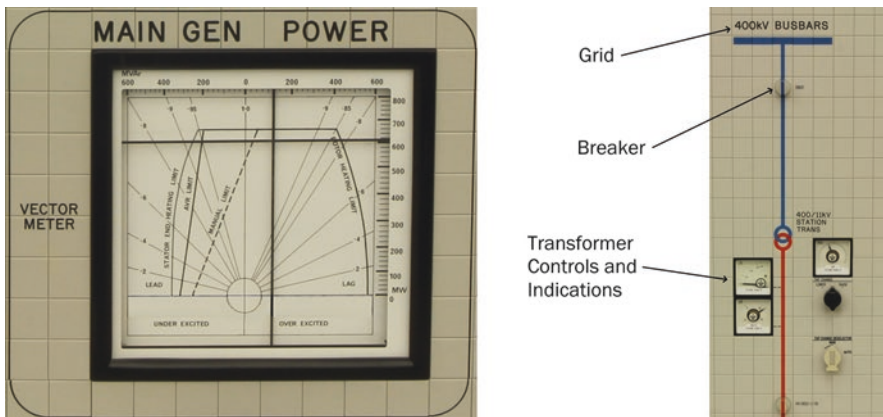 MAIN GEN POWER
MVAr
600 400 200 0 200 400 600
800
700
600
500
400
300
200
100
MW
0
STATOR END/HEATING LIMIT
AVR LIMIT
MANUAL LIMIT
ROTOR HEATING LIMIT
LEAD
LAG
UNDER EXCITED
OVER EXCITED
VECTOR
METER
400kV BUSBARS
Grid
Breaker
400/11kV
STATION
TRANS
Transformer
Controls and
Indications